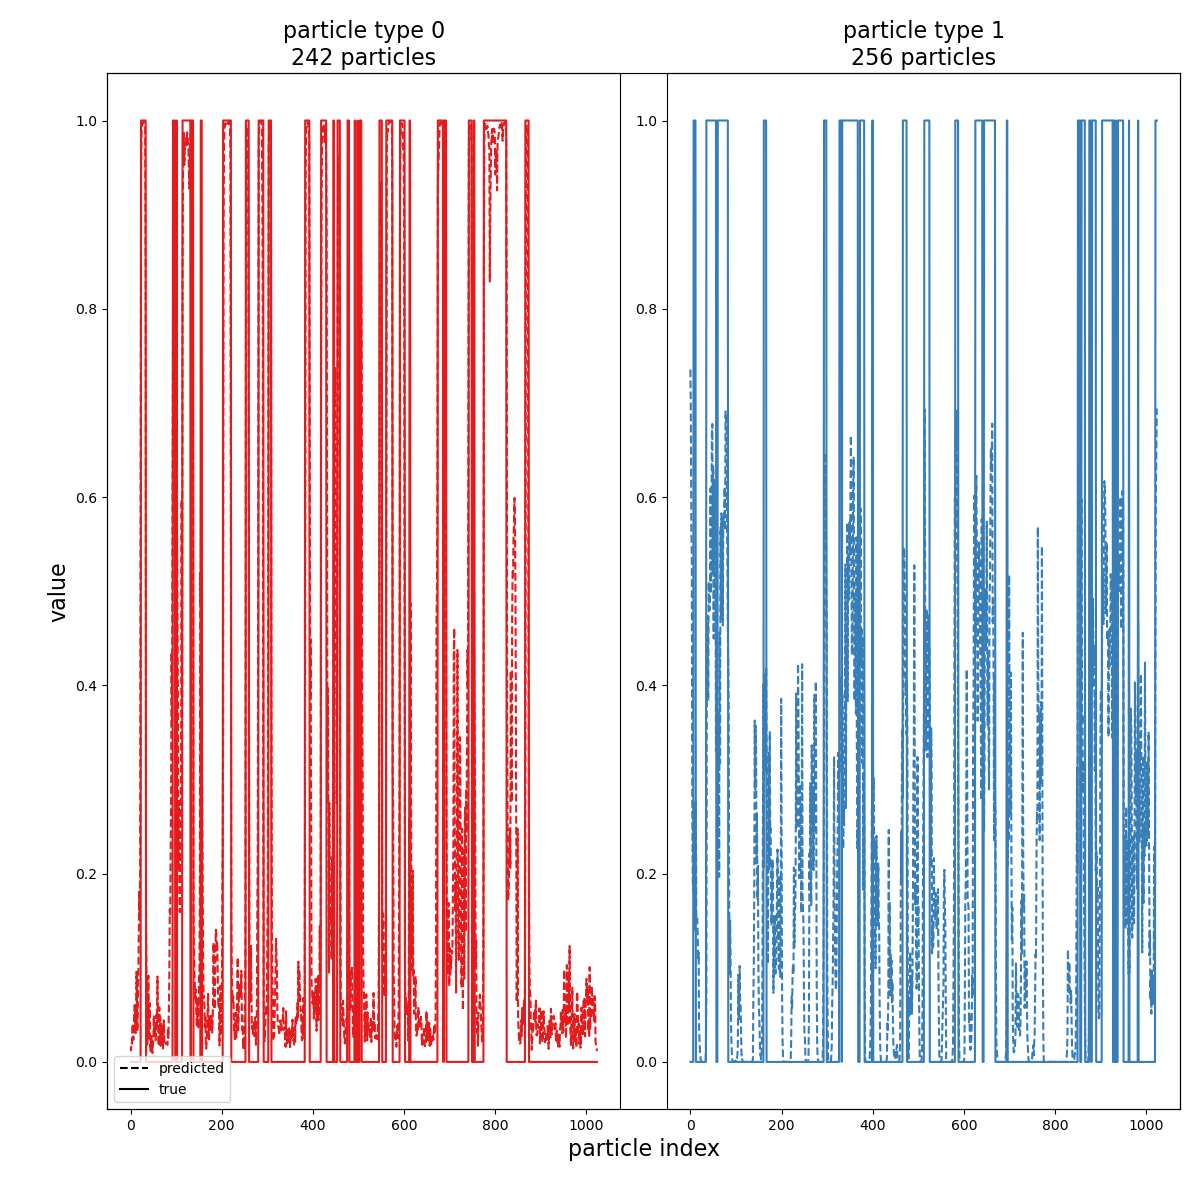 particle type 0
242 particles
particle type 1
256 particles
1.0
0.8
0.6
0.4
0.2
0.0
value
predicted
true
0 200 400 600 800 1000
1.0
0.8
0.6
0.4
0.2
0.0
0 200 400 600 800 1000
particle index